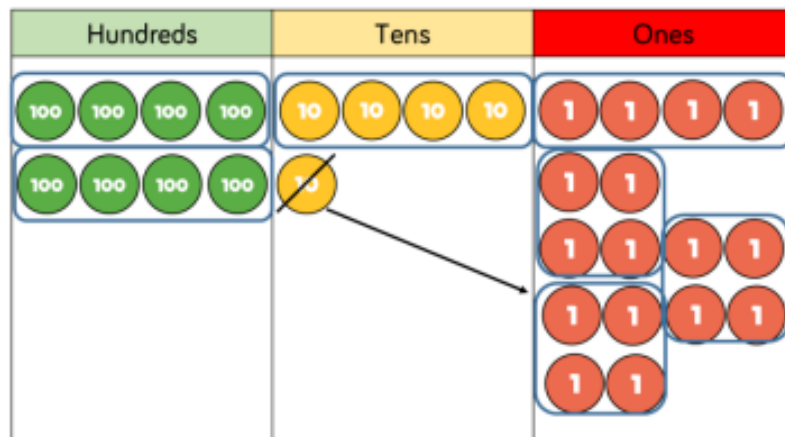 Hundreds Tens Ones
100 100 100 100 10 10 10 10 1 1 1 1
100 100 100 100 10 1 1
1 1 1 1
1 1 1 1
1 1